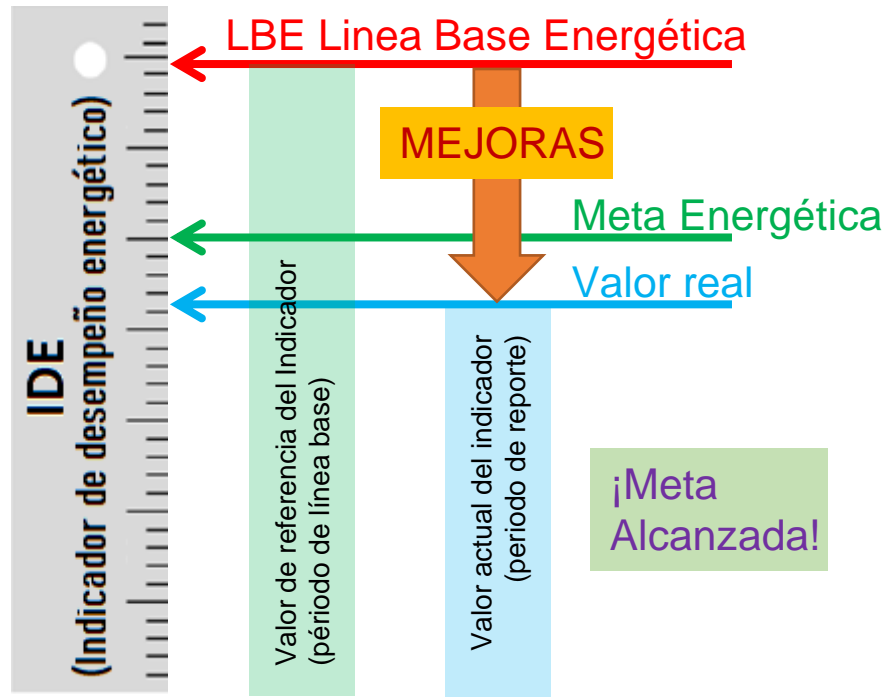 LBE Linea Base Energética
MEJORAS
Meta Energética
Valor real
IDE
(Indicador de desempeño energético)
Valor de referencia del Indicador
(périodo de línea base)
Valor actual del indicador
(periodo de reporte)
¡Meta
Alcanzada!